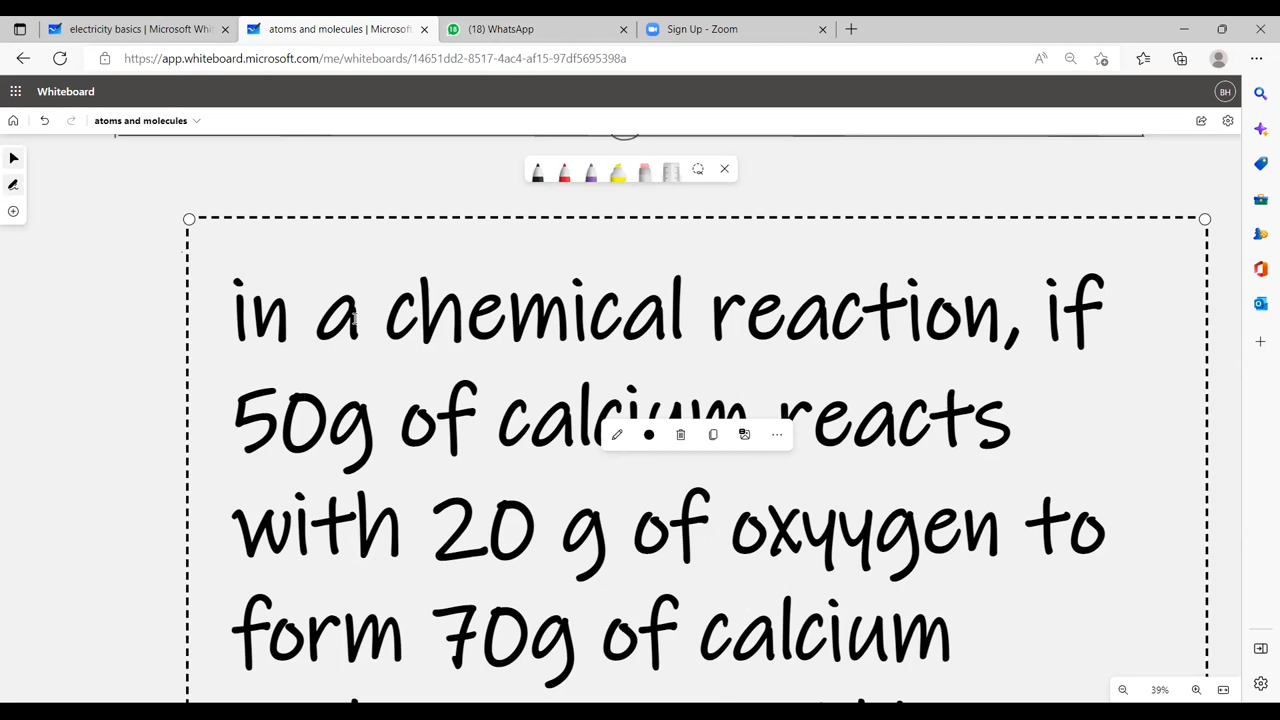 electricity basics | Microsoft Whi
atoms and molecules | Microsoft
(18) WhatsApp
Sign Up - Zoom
https://app.whiteboard.microsoft.com/me/whiteboards/14651dd2-8517-4ac4-af15-97df5695398a
Whiteboard
BH
atoms and molecules
in a chemical reaction, if
50g of calcium reacts
with 20 g of oxyygen to
form 70g of calcium
39%